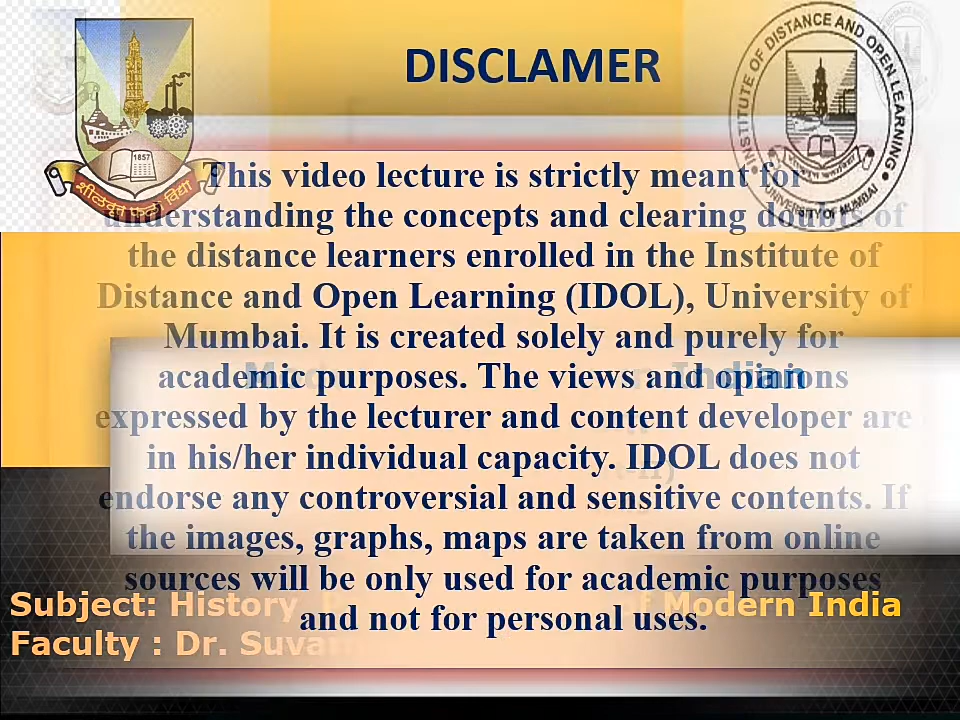 DISCLAMER
INSTITUTE OF DISTANCE AND OPEN LEARNING
UNIVERSITY OF MUMBAI
1857
शीलवृत्तफला विद्या
This video lecture is strictly meant for
understanding the concepts and clearing doubts of
the distance learners enrolled in the Institute of
Distance and Open Learning (IDOL), University of
Mumbai. It is created solely and purely for
academic purposes. The views and opinions
expressed by the lecturer and content developer are
in his/her individual capacity. IDOL does not
endorse any controversial and sensitive contents. If
the images, graphs, maps are taken from online
sources will be only used for academic purposes
and not for personal uses.
Indian
Subject: History Modern India
Faculty : Dr.